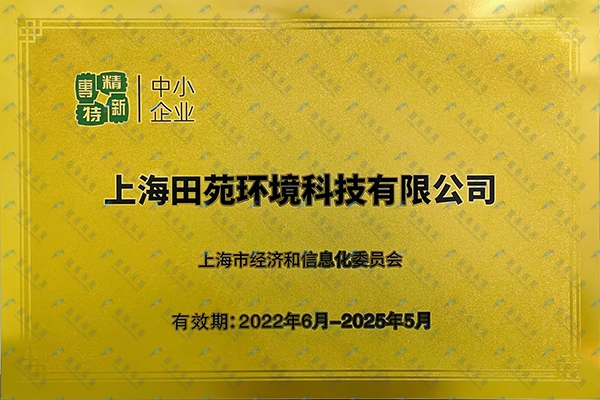 專精特新
中小
企业
上海田苑环境科技有限公司
上海市经济和信息化委员会
有效期：2022年6月-2025年5月